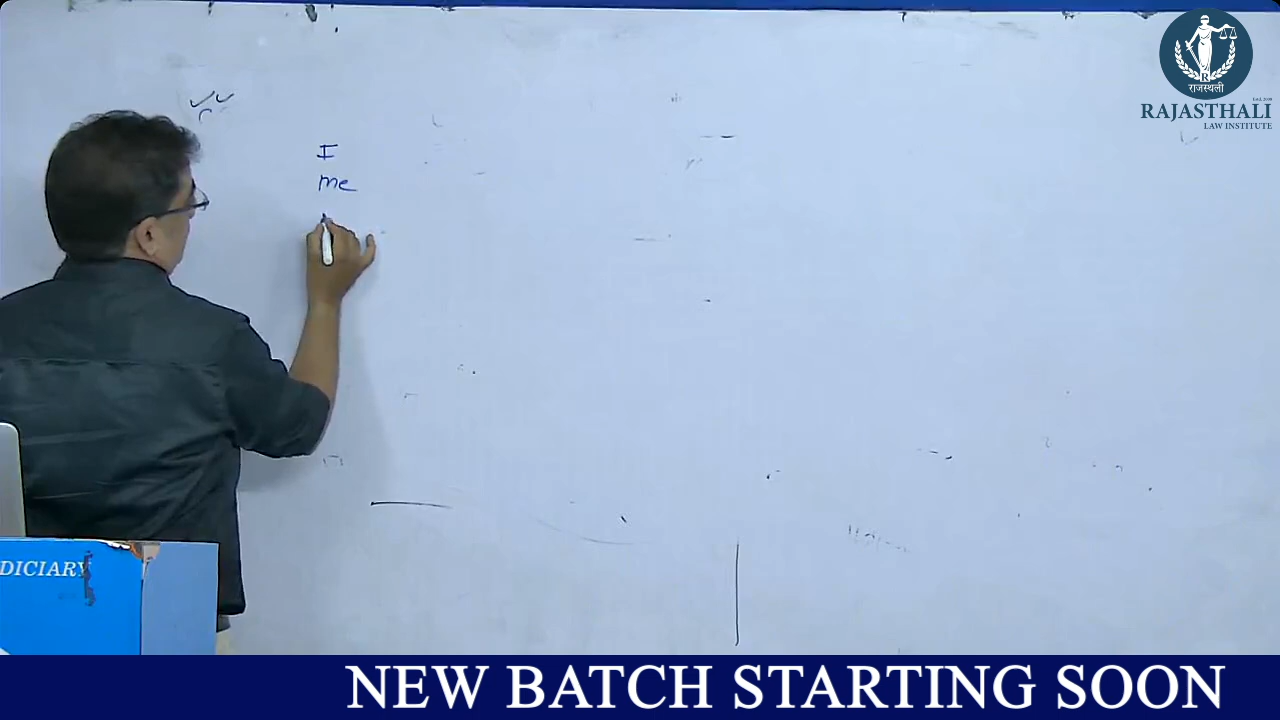 राजस्थली
RAJASTHALI
LAW INSTITUTE
I
me
DICIARY
NEW BATCH STARTING SOON